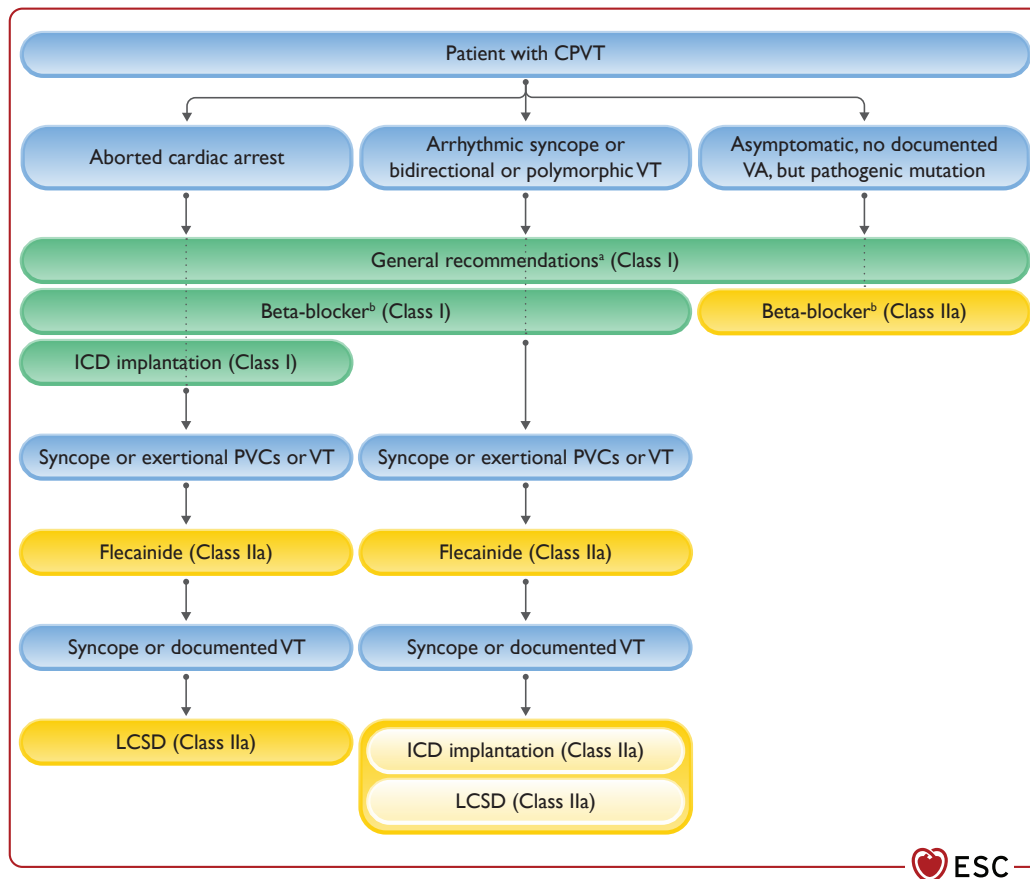 Patient with CPVT
Aborted cardiac arrest
Arrhythmic syncope or
bidirectional or polymorphic VT
Asymptomatic, no documented
VA, but pathogenic mutation
General recommendationsᵃ (Class I)
Beta-blockerᵇ (Class I)
Beta-blockerᵇ (Class IIa)
ICD implantation (Class I)
Syncope or exertional PVCs or VT
Syncope or exertional PVCs or VT
Flecainide (Class IIa)
Flecainide (Class IIa)
Syncope or documented VT
Syncope or documented VT
LCSD (Class IIa)
ICD implantation (Class IIa)
LCSD (Class IIa)
ESC